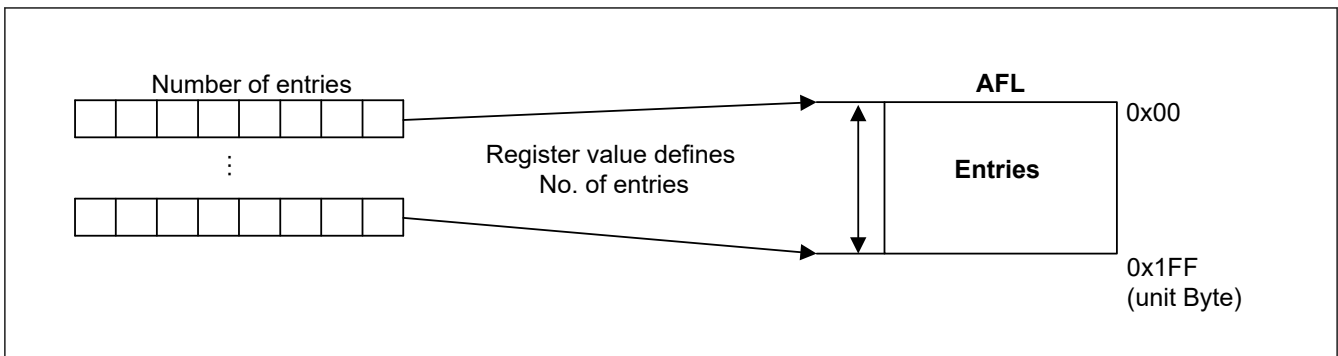 Number of entries
⋮
Register value defines
No. of entries
AFL
0x00
Entries
0x1FF
(unit Byte)